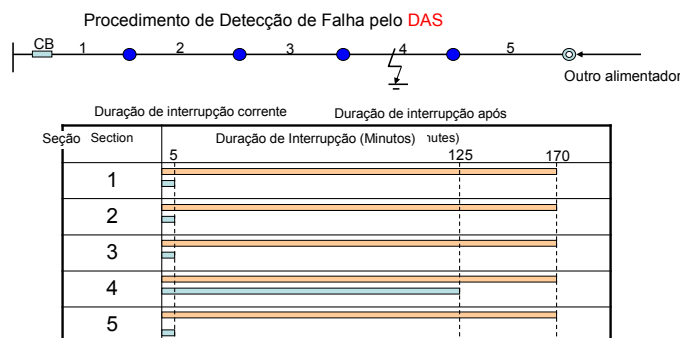 Procedimento de Detecção de Falha pelo DAS
CB 1 2 3 4 5
Outro alimentador
Duração de interrupção corrente Duração de interrupção após
Seção Section Duração de Interrupção (Minutos) nutes)
5 125 170
1
2
3
4
5